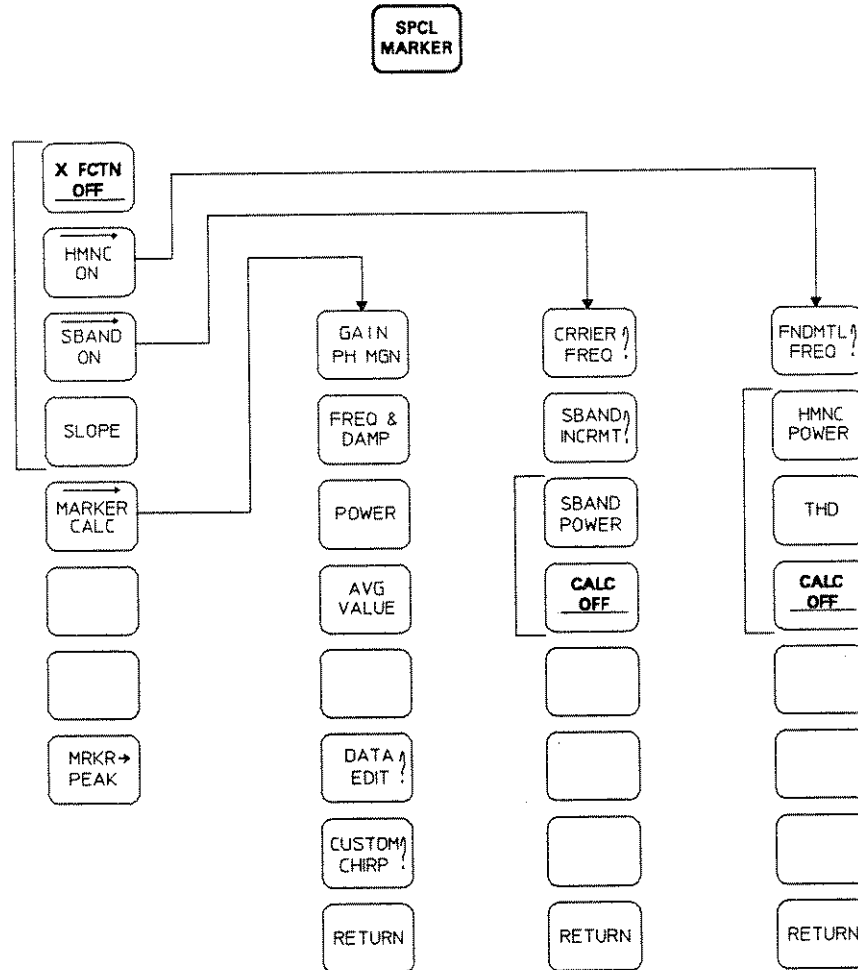 SPCL
MARKER
X FCTN
OFF
HMNC
ON
SBAND
ON
SLOPE
MARKER
CALC
MRKR→
PEAK
GAIN
PH MGN
FREQ &
DAMP
POWER
AVG
VALUE
DATA?
EDIT
CUSTOM?
CHIRP
RETURN
CRRIER?
FREQ
SBAND?
INCRMT
SBAND
POWER
CALC
OFF
RETURN
FNDMTL?
FREQ
HMNC
POWER
THD
CALC
OFF
RETURN